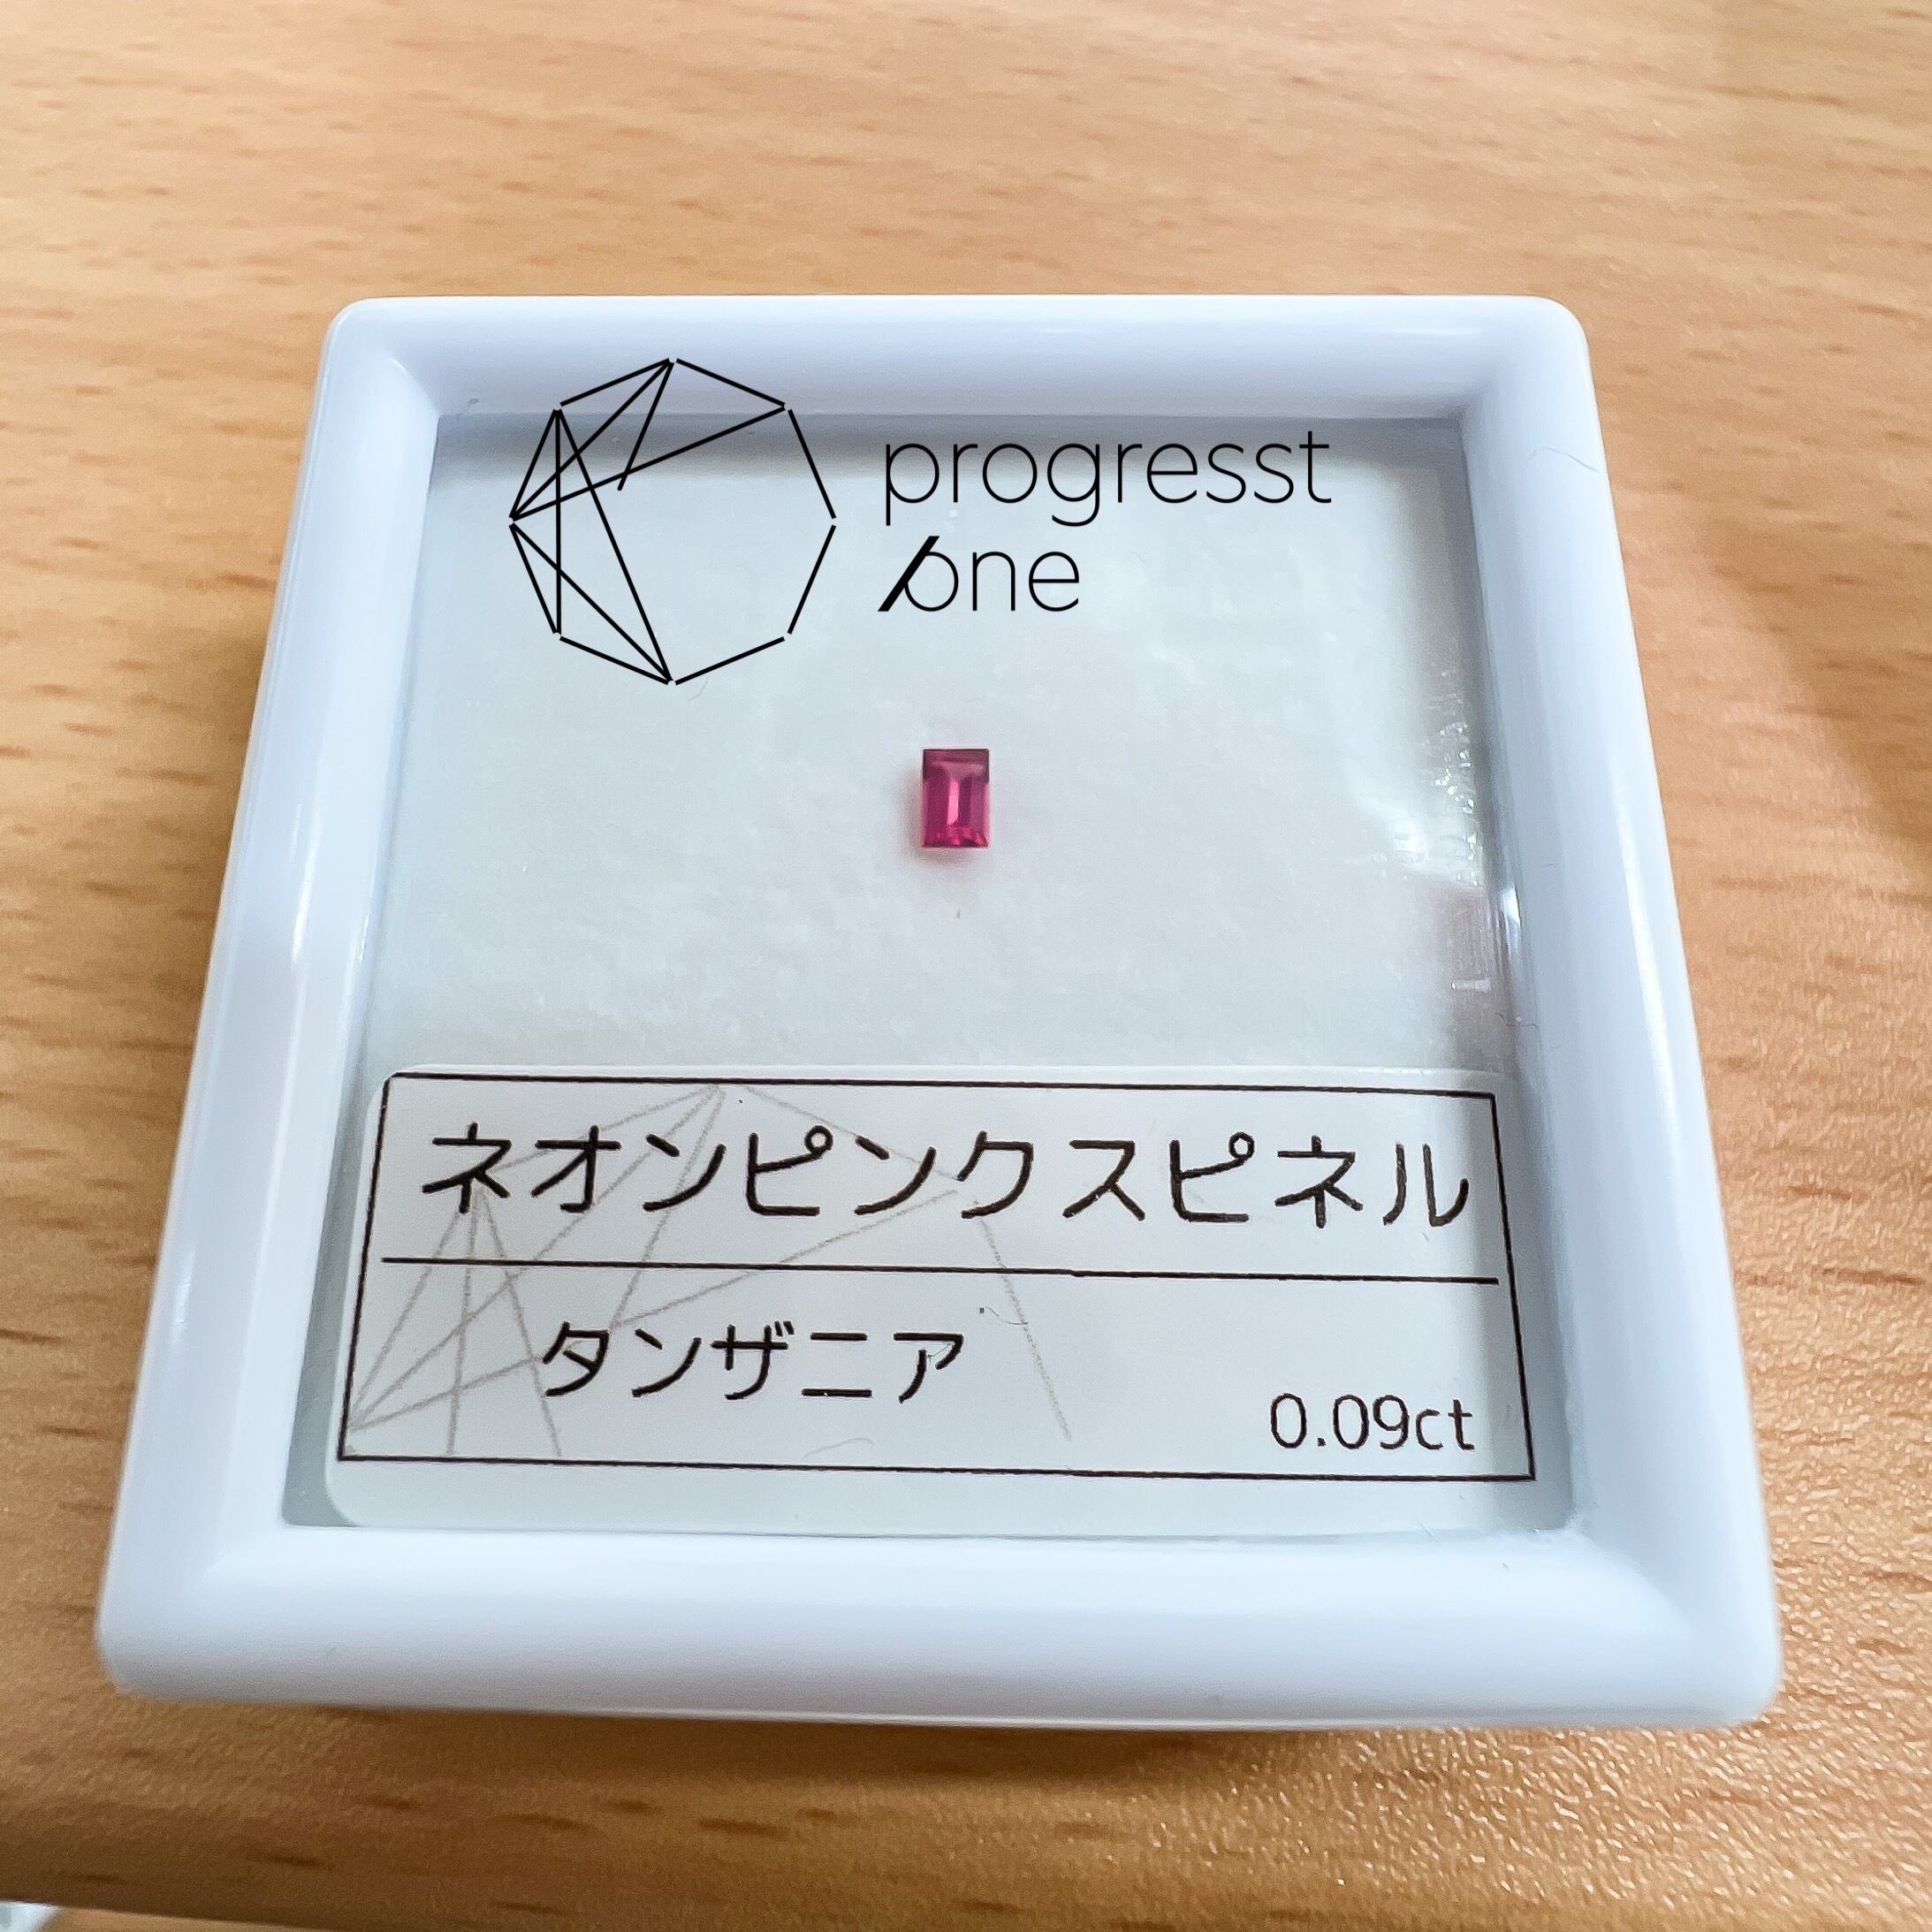 progresst
one
ネオンピンクスピネル
タンザニア
0.09ct